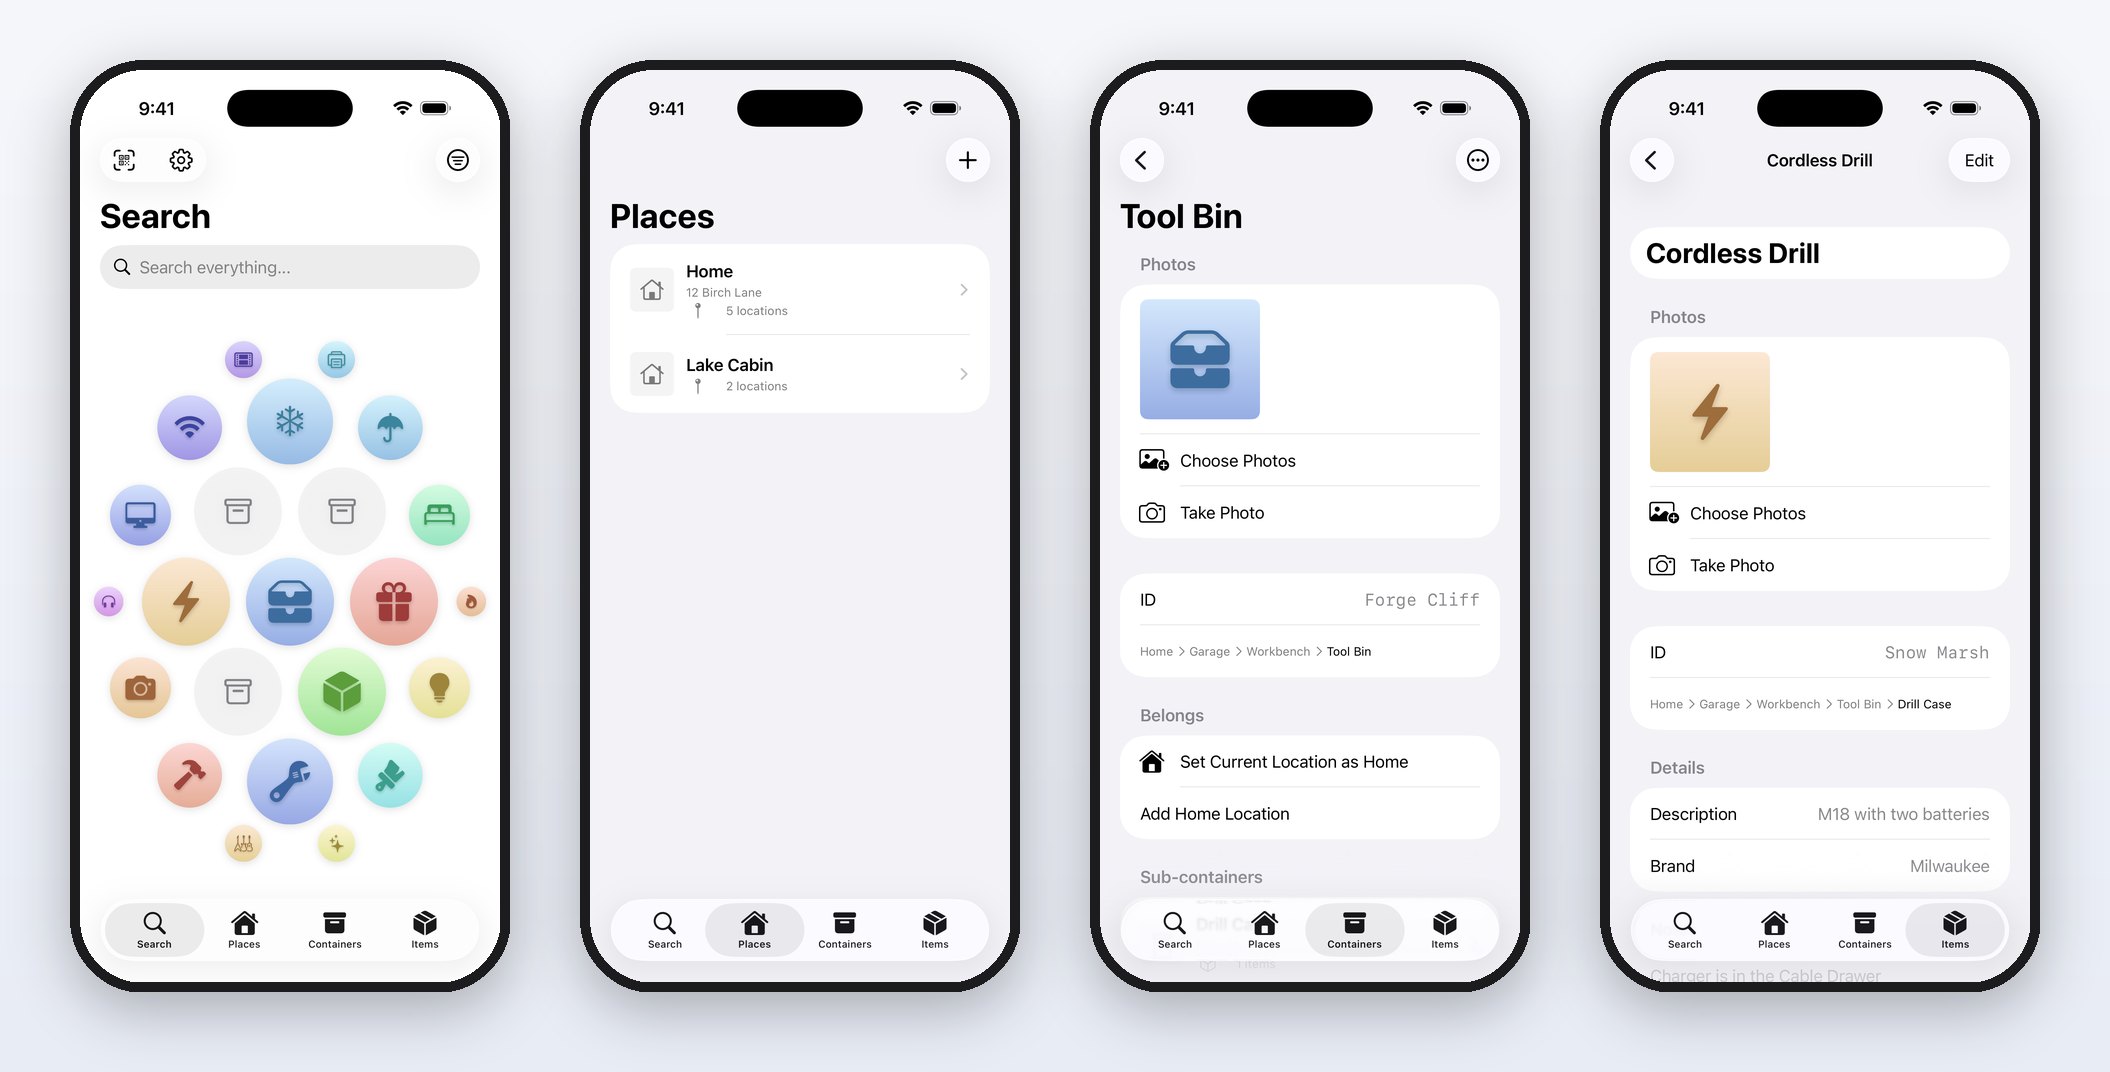 9:41
Search
Search everything...
Search
Places
Containers
Items
9:41
Places
Home
12 Birch Lane
5 locations
Lake Cabin
2 locations
Search
Places
Containers
Items
9:41
Tool Bin
Photos
Choose Photos
Take Photo
ID
Forge Cliff
Home > Garage > Workbench > Tool Bin
Belongs
Set Current Location as Home
Add Home Location
Sub-containers
Drill Ca
1 items
Search
Places
Containers
Items
9:41
Cordless Drill
Edit
Cordless Drill
Photos
Choose Photos
Take Photo
ID
Snow Marsh
Home > Garage > Workbench > Tool Bin > Drill Case
Details
Description
M18 with two batteries
Brand
Milwaukee
Search
Places
Containers
Items
Charger is in the Cable Drawer